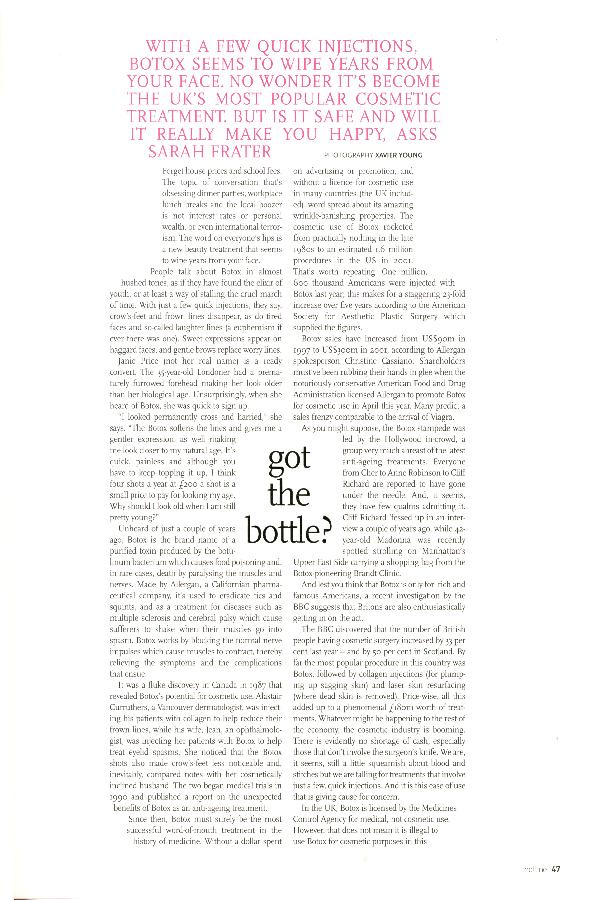 WITH A FEW QUICK INJECTIONS,
BOTOX SEEMS TO WIPE YEARS FROM
YOUR FACE. NO WONDER IT'S BECOME
THE UK'S MOST POPULAR COSMETIC
TREATMENT. BUT IS IT SAFE AND WILL
IT REALLY MAKE YOU HAPPY, ASKS
SARAH FRATER
PHOTOGRAPHY XAVIER YOUNG
Forget house prices and school fees.
The topic of conversation that's
obsessing dinner parties, workplace
lunch breaks and the local boozer
is not interest rates or personal
wealth, or even international terror-
ism. The word on everyone's lips is
a new beauty treatment that seems
to wipe years from your face.
People talk about Botox in almost
hushed tones, as if they have found the elixir of
youth, or at least a way of stalling the cruel march
of time. With just a few quick injections, they say,
crow's-feet and frown lines disappear, as do tired
faces and so-called laughter lines (a euphemism if
ever there was one). Sweet expressions appear on
haggard faces, and gentle brows replace worry lines.
Janie Price (not her real name) is a ready
convert. The 35-year-old Londoner had a prema-
turely furrowed forehead making her look older
than her biological age. Unsurprisingly, when she
heard of Botox, she was quick to sign up.
"I looked permanently cross and harried," she
says. "The Botox softens the lines and gives me a
gentler expression, as well making
me look closer to my natural age. It's
quick, painless and although you
have to keep topping it up, I think
four shots a year at £200 a shot is a
small price to pay for looking my age.
Why should I look old when I am still
pretty young?"
Unheard of just a couple of years
ago, Botox is the brand name of a
purified toxin produced by the botu-
linum bacterium which causes food poisoning and,
in rare cases, death by paralysing the muscles and
nerves. Made by Allergan, a Californian pharma-
ceutical company, it's used to eradicate tics and
squints, and as a treatment for diseases such as
multiple sclerosis and cerebral palsy which cause
sufferers to shake when their muscles go into
spasm. Botox works by blocking the normal nerve
impulses which cause muscles to contract, thereby
relieving the symptoms and the complications
that ensue.
It was a fluke discovery in Canada in 1987 that
revealed Botox's potential for cosmetic use. Alastair
Carruthers, a Vancouver dermatologist, was inject-
ing his patients with collagen to help reduce their
frown lines, while his wife, Jean, an ophthalmolo-
gist, was injecting her patients with Botox to help
treat eyelid spasms. She noticed that the Botox
shots also made crow's-feet less noticeable and,
inevitably, compared notes with her cosmetically
inclined husband. The two began medical trials in
1990 and published a report on the unexpected
benefits of Botox as an anti-ageing treatment.
Since then, Botox must surely be the most
successful word-of-mouth treatment in the
history of medicine. Without a dollar spent
got
the
bottle?
on advertising or promotion, and
without a licence for cosmetic use
in many countries (the UK includ-
ed), word spread about its amazing
wrinkle-banishing properties. The
cosmetic use of Botox rocketed
from practically nothing in the late
1980s to an estimated 1.6 million
procedures in the US in 2001.
That's worth repeating. One million,
600 thousand Americans were injected with
Botox last year, this makes for a staggering 23-fold
increase over five years according to the American
Society for Aesthetic Plastic Surgery which
supplied the figures.
Botox sales have increased from US$90m in
1997 to US$300m in 2001, according to Allergan
spokesperson Christine Cassiano. Shareholders
must've been rubbing their hands in glee when the
notoriously conservative American Food and Drug
Administration licensed Allergan to promote Botox
for cosmetic use in April this year. Many predict a
sales frenzy comparable to the arrival of Viagra.
As you might suppose, the Botox stampede was
led by the Hollywood in-crowd, a
group very much abreast of the latest
anti-ageing treatments. Everyone
from Cher to Anne Robinson to Cliff
Richard are reported to have gone
under the needle. And, it seems,
they have few qualms admitting it.
Cliff Richard 'fessed up in an inter-
view a couple of years ago, while 42-
year-old Madonna was recently
spotted strolling on Manhattan's
Upper East Side carrying a shopping bag from the
Botox-pioneering Brandt Clinic.
And lest you think that Botox is only for rich and
famous Americans, a recent investigation by the
BBC suggests that Britons are also enthusiastically
getting in on the act.
The BBC discovered that the number of British
people having cosmetic surgery increased by 33 per
cent last year – and by 50 per cent in Scotland. By
far the most popular procedure in this country was
Botox, followed by collagen injections (for plump-
ing up sagging skin) and laser skin resurfacing
(where dead skin is removed). Price-wise, all this
added up to a phenomenal £180m worth of treat-
ments. Whatever might be happening to the rest of
the economy, the cosmetic industry is booming.
There is evidently no shortage of cash, especially
those that don't involve the surgeon's knife. We are,
it seems, still a little squeamish about blood and
stitches but we are falling for treatments that involve
just a few, quick injections. And it is this ease of use
that is giving cause for concern.
In the UK, Botox is licensed by the Medicines
Control Agency for medical, not cosmetic use.
However, that does not mean it is illegal to
use Botox for cosmetic purposes in this
47